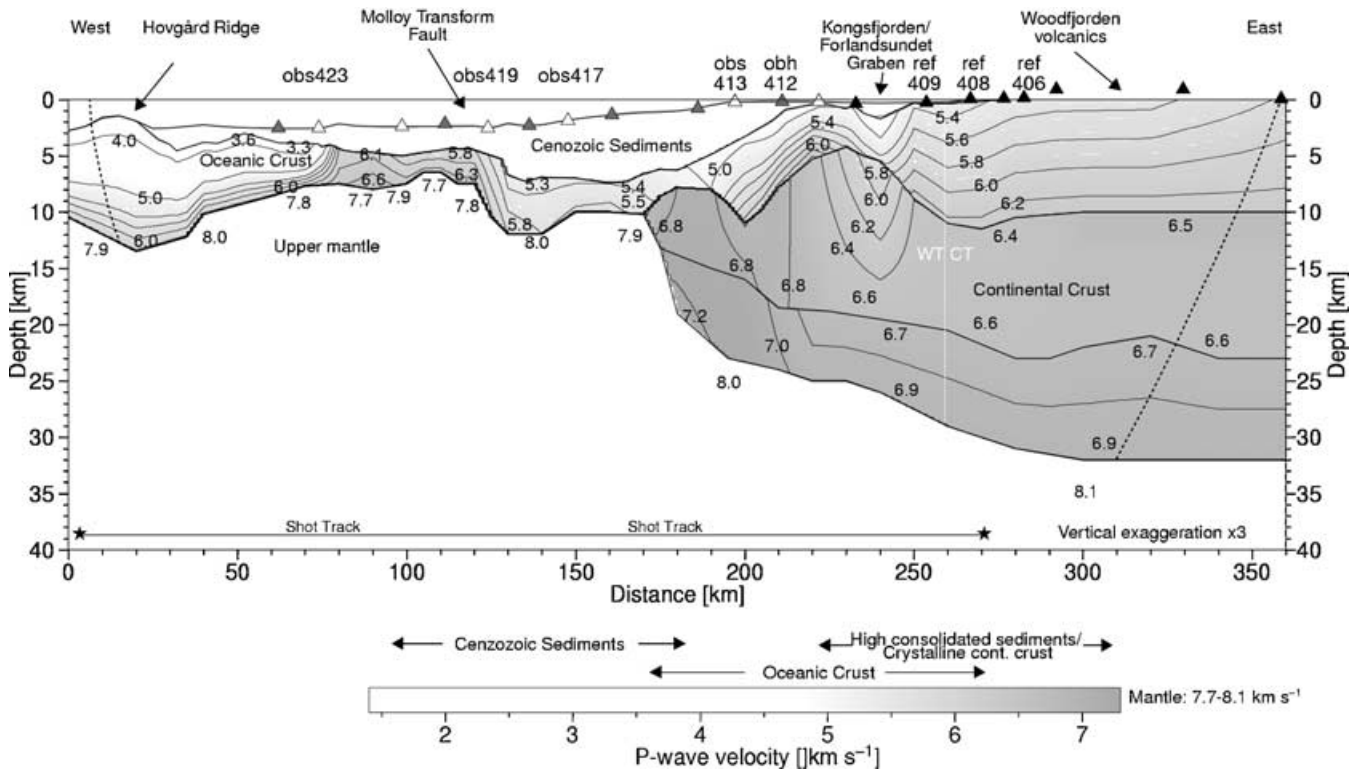 West
Hovgård Ridge
Molloy Transform
Fault
Kongsfjorden/
Forlandsundet
Graben
Woodfjorden
volcanics
East
obs423
obs419
obs417
obs
413
obh
412
ref
409
ref
408
ref
406
0
5
10
15
20
25
30
35
40
Depth [km]
0
5
10
15
20
25
30
35
40
Depth [km]
4.0
3.6
3.3
Oceanic Crust
6.1
5.8
Cenozoic Sediments
5.0
5.4
6.0
5.4
5.6
5.8
5.8
6.0
6.0
6.2
5.0
6.0
7.9
8.0
6.0
7.8
6.6
7.7
7.9
7.7
6.3
7.8
5.3
5.4
5.5
5.8
8.0
7.9
6.8
6.8
6.8
7.2
7.0
8.0
6.2
6.4
6.6
6.7
6.9
WT CT
6.4
6.5
Upper mantle
Continental Crust
6.6
6.7
6.6
6.9
8.1
Shot Track
Shot Track
Vertical exaggeration x3
0
50
100
150
200
250
300
350
Distance [km]
Cenzozoic Sediments
High consolidated sediments/
Crystalline cont. crust
Oceanic Crust
Mantle: 7.7-8.1 km s⁻¹
2
3
4
5
6
7
P-wave velocity []km s⁻¹